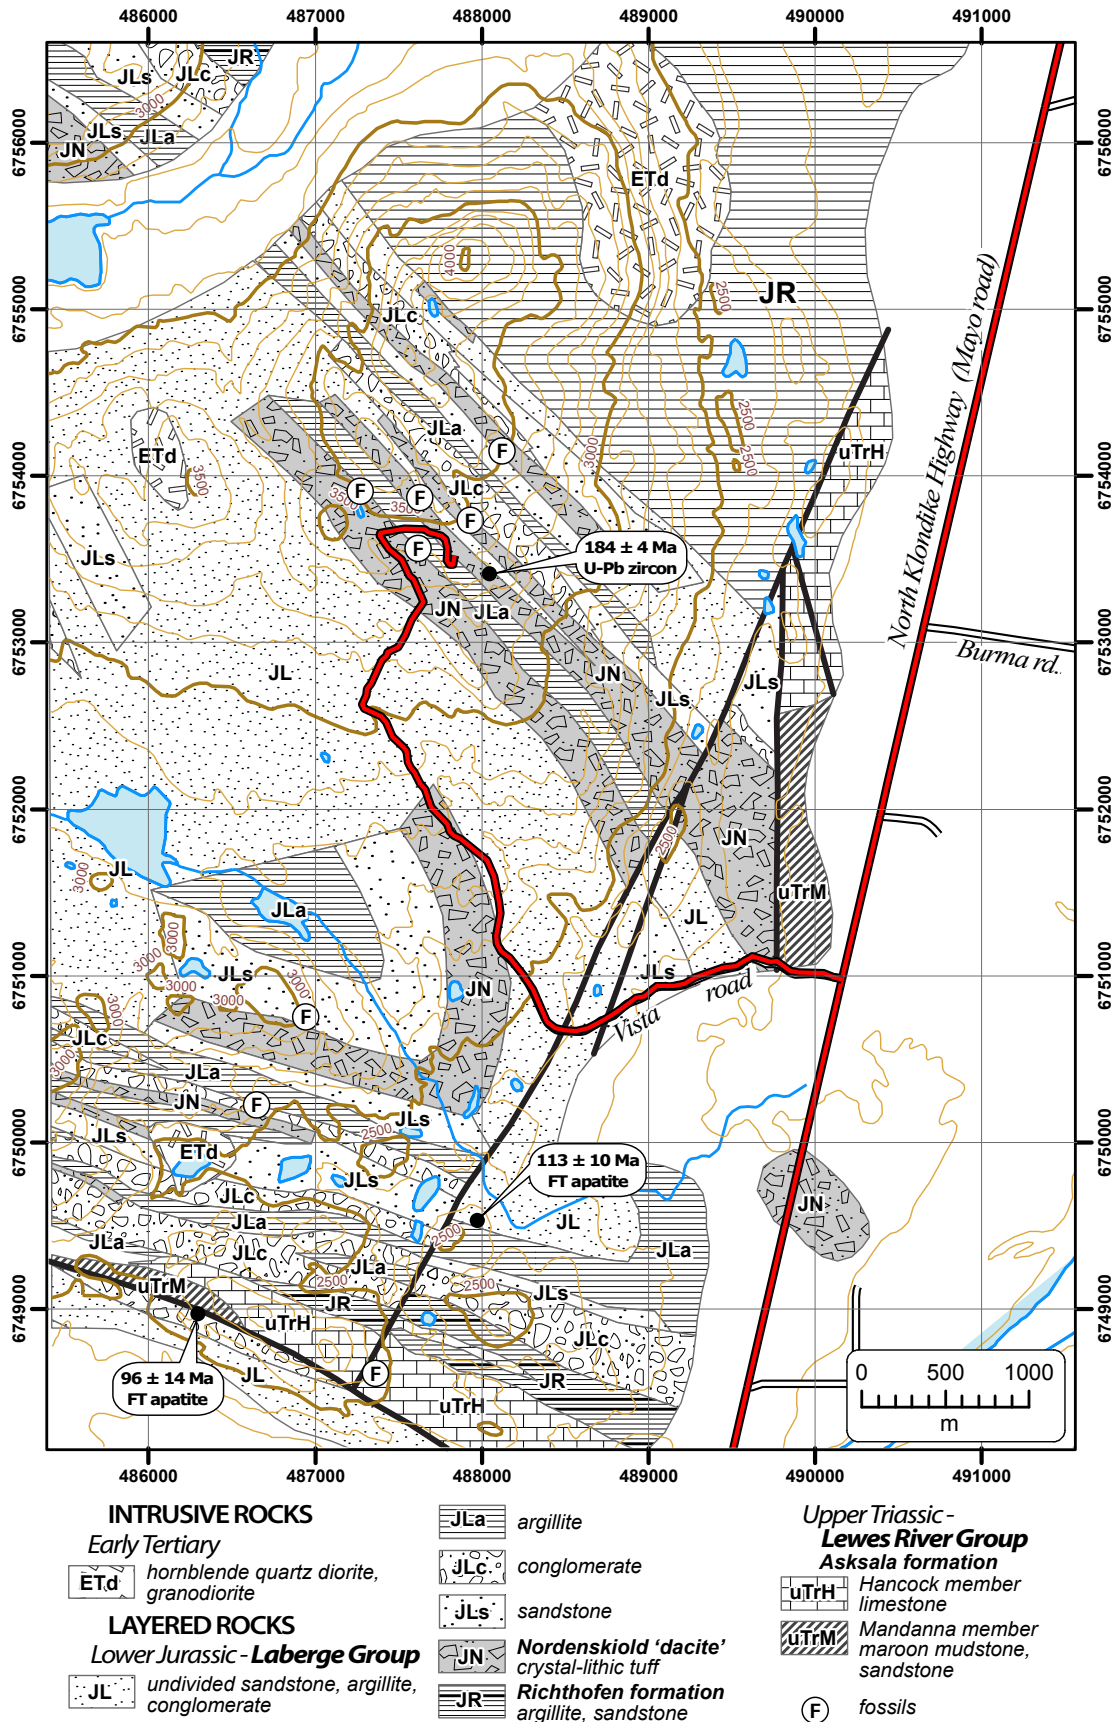 486000
487000
488000
489000
490000
491000
6756000
6755000
6754000
6753000
6752000
6751000
6750000
6749000
6756000
6755000
6754000
6753000
6752000
6751000
6750000
6749000
JLs
JLc
JR
3000
JLs
JLa
JN
ETd
4000
JR
2500
JLc
2500
2500
JLa
3000
uTrH
ETd
3500
F
JLc
F
F
3500
3500
F
F
184 ± 4 Ma
U-Pb zircon
JLs
JN
JLa
JL
JN
JLs
JLs
North Klondike Highway (Mayo road)
Burma rd.
2500
JN
uTrM
3000
JL
JLa
JL
3000
3000
JLs
3000
3000
3000
JN
JLs
Vista
road
F
3000
JLc
3000
JLa
JN
F
JLs
2500
JLs
ETd
JLs
113 ± 10 Ma
FT apatite
JLc
JLa
JL
JN
JLa
JLc
2500
JLa
JLa
uTrM
2500
2500
JLs
JR
uTrH
JLc
JL
F
JR
uTrH
96 ± 14 Ma
FT apatite
0 500 1000
m
486000
487000
488000
489000
490000
491000
INTRUSIVE ROCKS
Early Tertiary
ETd hornblende quartz diorite,
granodiorite
LAYERED ROCKS
Lower Jurassic - Laberge Group
JL undivided sandstone, argillite,
conglomerate
JLa argillite
JLc conglomerate
JLs sandstone
JN Nordenskiold ‘dacite’
crystal-lithic tuff
JR Richthofen formation
argillite, sandstone
Upper Triassic -
Lewes River Group
Asksala formation
uTrH Hancock member
limestone
uTrM Mandanna member
maroon mudstone,
sandstone
F fossils